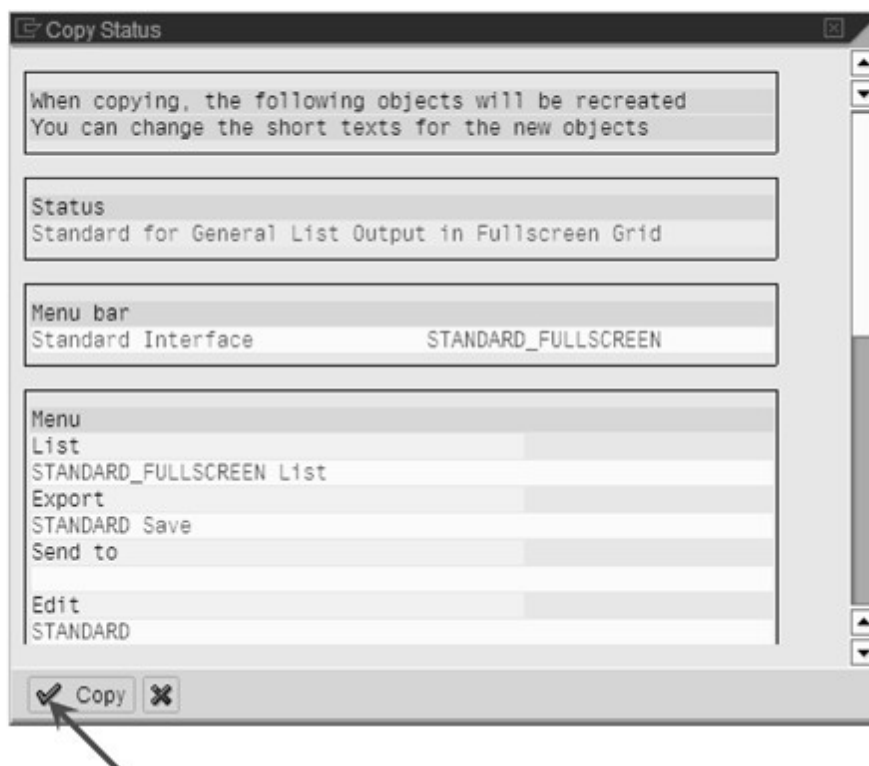 Copy Status
When copying, the following objects will be recreated
You can change the short texts for the new objects
Status
Standard for General List Output in Fullscreen Grid
Menu bar
Standard Interface STANDARD_FULLSCREEN
Menu
List
STANDARD_FULLSCREEN List
Export
STANDARD Save
Send to
Edit
STANDARD
Copy